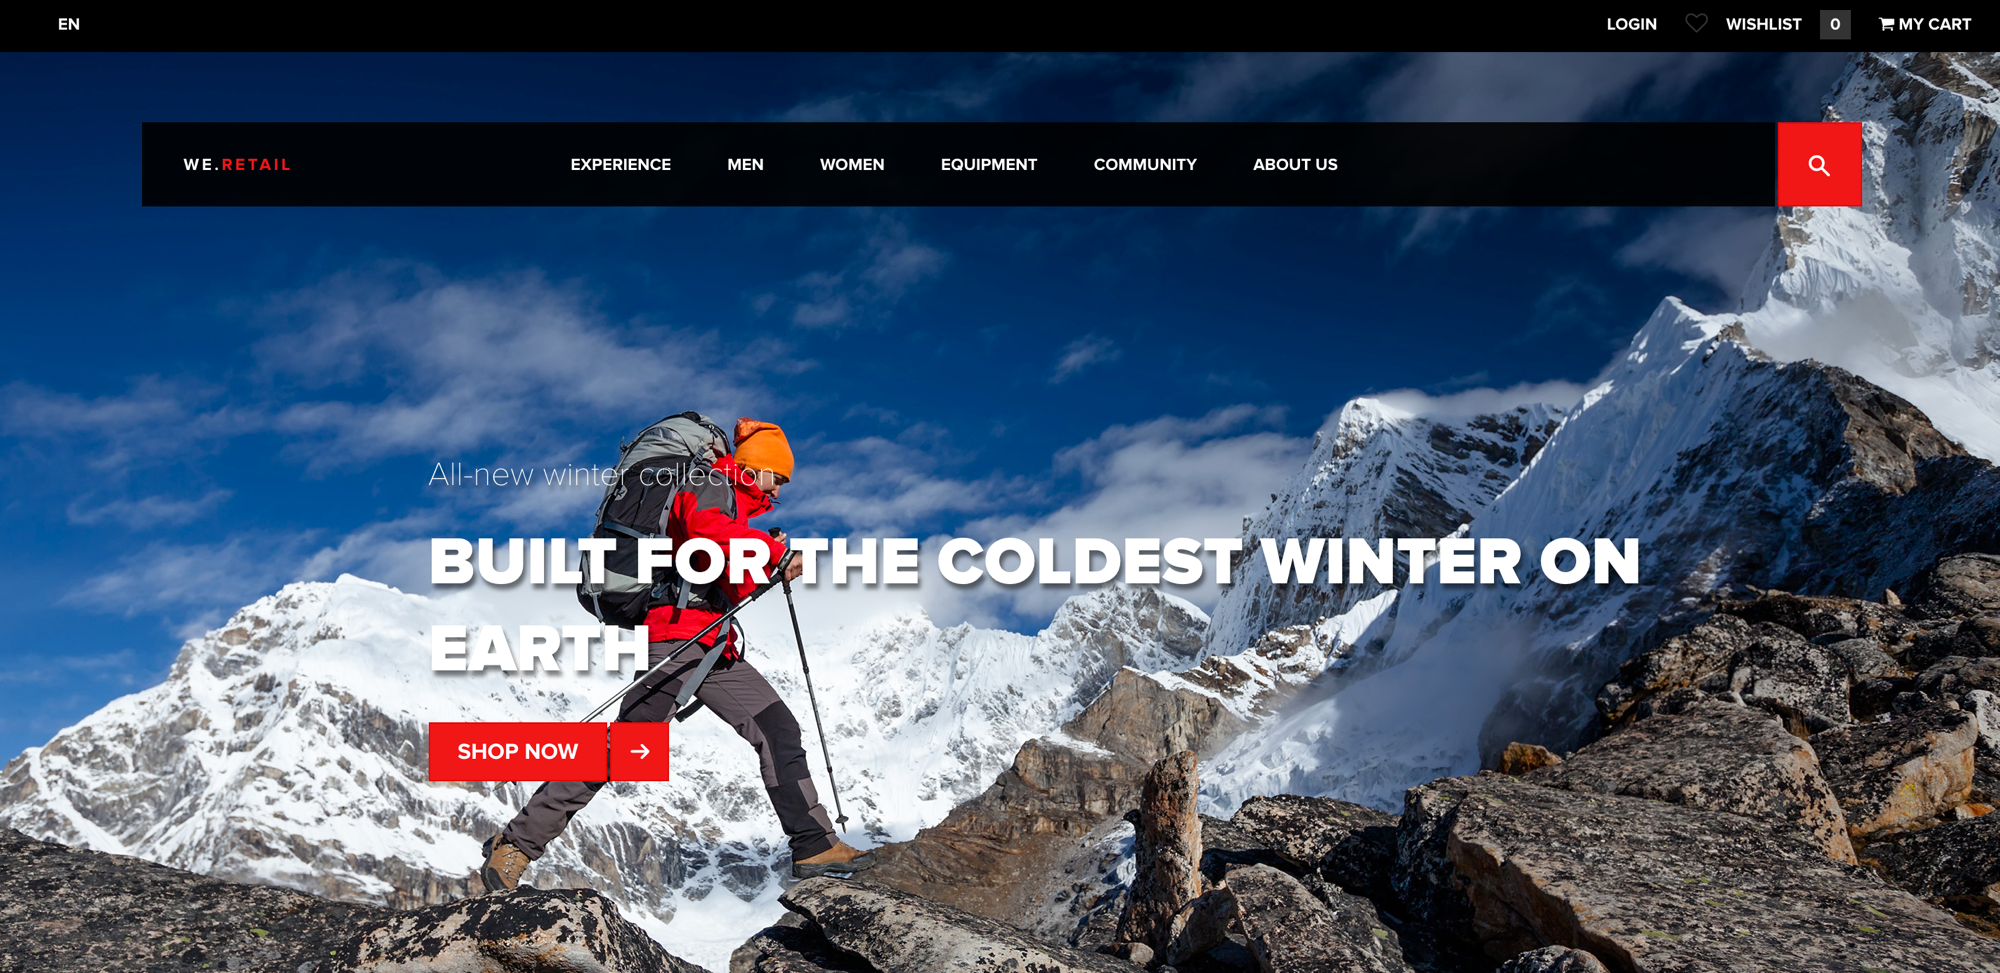 EN
LOGIN WISHLIST 0 MY CART
WE.RETAIL EXPERIENCE MEN WOMEN EQUIPMENT COMMUNITY ABOUT US
All-new winter collection
BUILT FOR THE COLDEST WINTER ON
EARTH
SHOP NOW